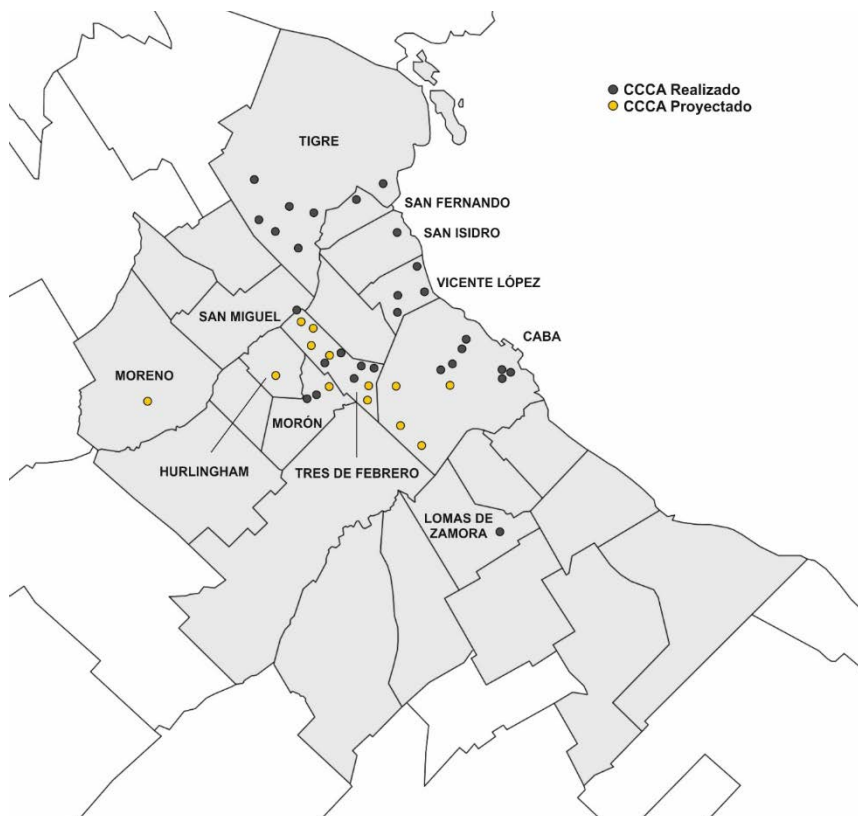 CCCA Realizado
CCCA Proyectado
TIGRE
SAN FERNANDO
SAN ISIDRO
VICENTE LÓPEZ
SAN MIGUEL
CABA
MORENO
MORÓN
HURLINGHAM
TRES DE FEBRERO
LOMAS DE
ZAMORA